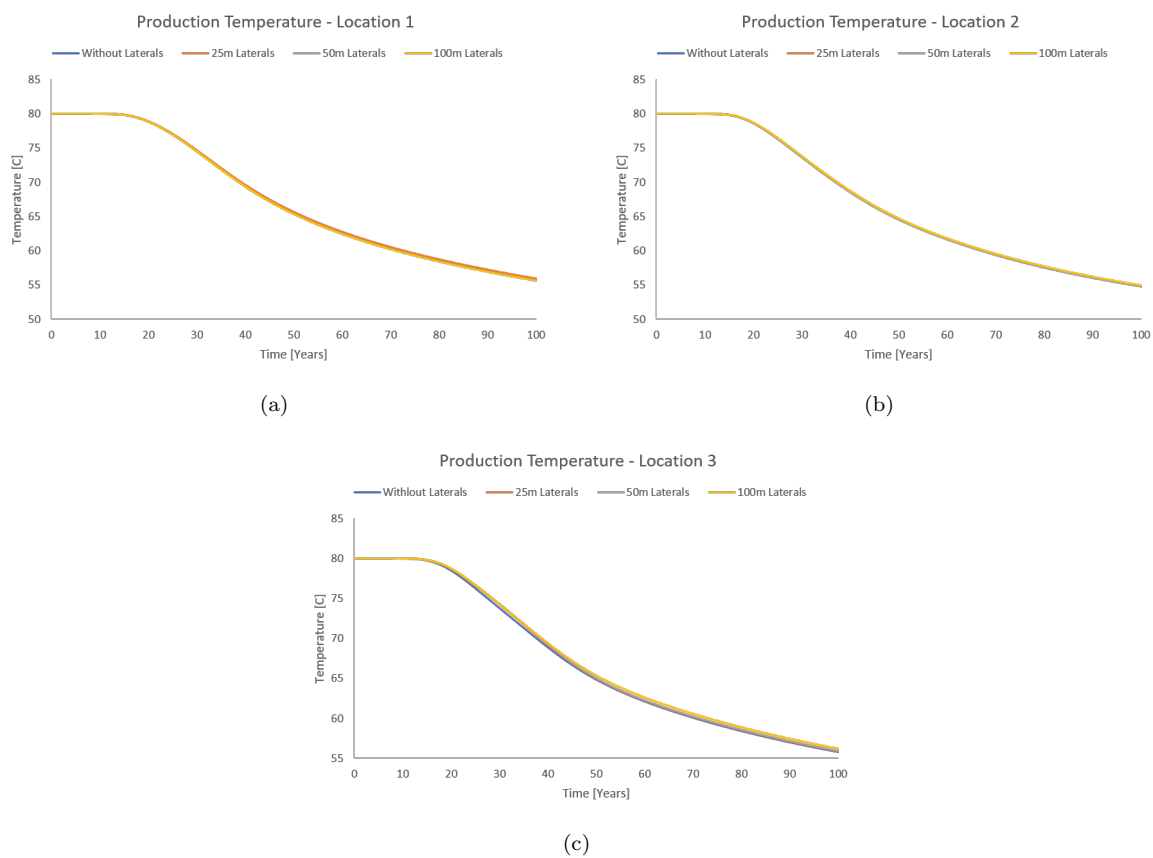 Production Temperature - Location 1
Without Laterals 25m Laterals 50m Laterals 100m Laterals
85
80
75
70
65
60
55
50
Temperature [C]
0 10 20 30 40 50 60 70 80 90 100
Time [Years]
(a)
Production Temperature - Location 2
Without Laterals 25m Laterals 50m Laterals 100m Laterals
85
80
75
70
65
60
55
50
Temperature [C]
0 10 20 30 40 50 60 70 80 90 100
Time [Years]
(b)
Production Temperature - Location 3
Withlout Laterals 25m Laterals 50m Laterals 100m Laterals
85
80
75
70
65
60
55
Temperature [C]
0 10 20 30 40 50 60 70 80 90 100
Time [Years]
(c)